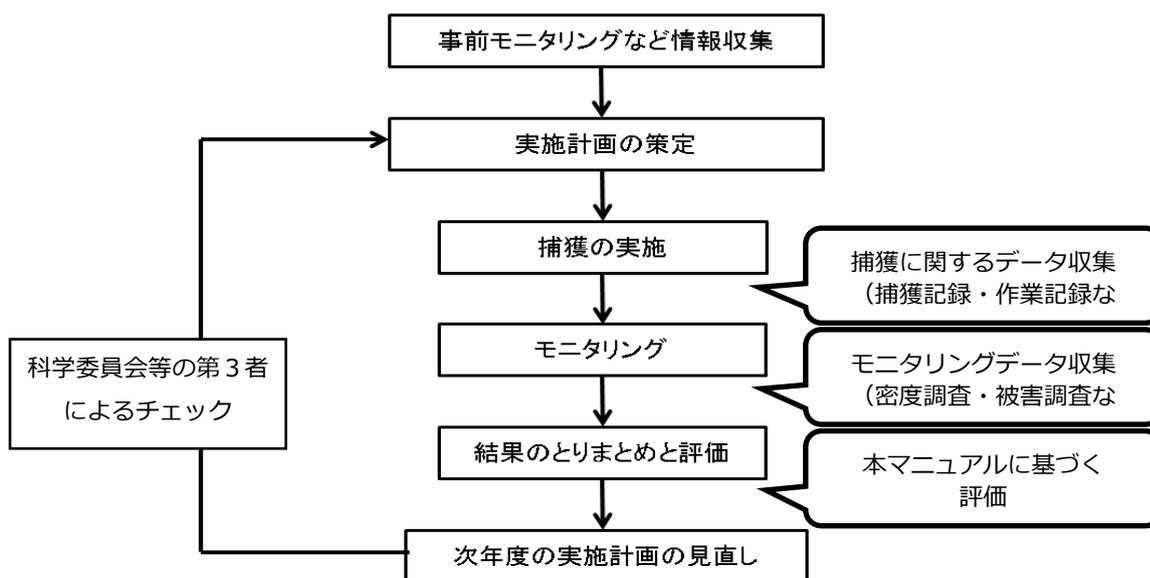 事前モニタリングなど情報収集
実施計画の策定
捕獲の実施
捕獲に関するデータ収集
（捕獲記録・作業記録な
モニタリング
モニタリングデータ収集
（密度調査・被害調査な
科学委員会等の第３者
によるチェック
結果のとりまとめと評価
本マニュアルに基づく
評価
次年度の実施計画の見直し